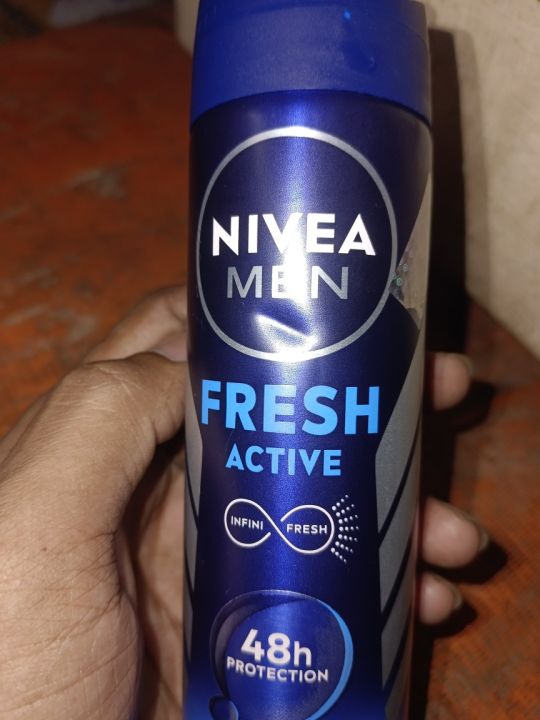 NIVEA
MEN
FRESH
ACTIVE
INFINI FRESH
48h
PROTECTION